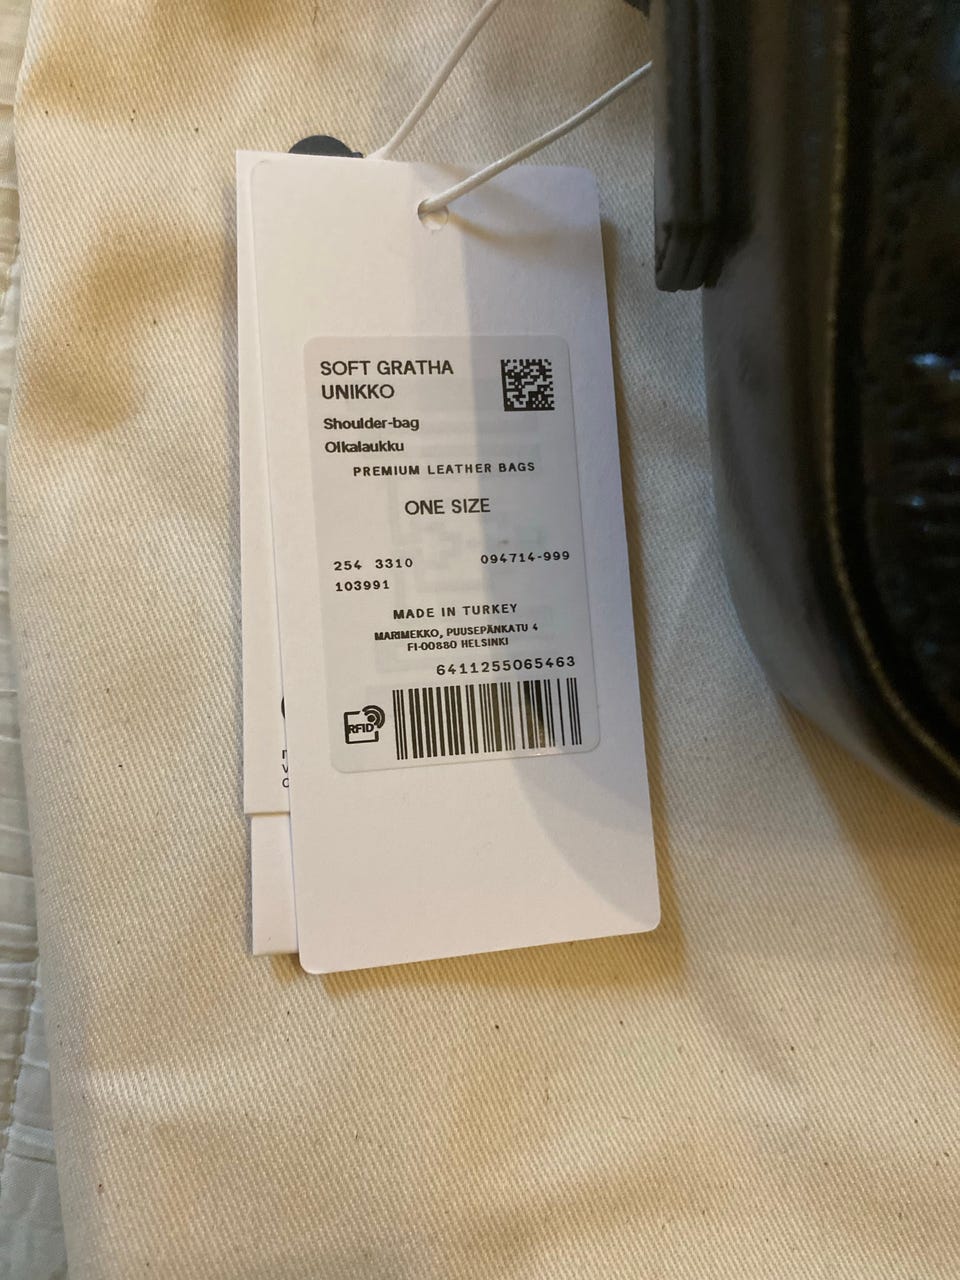 SOFT GRATHA
UNIKKO
Shoulder-bag
Olkalaukku
PREMIUM LEATHER BAGS
ONE SIZE
254 3310 094714-999
103991
MADE IN TURKEY
MARIMEKKO, PUUSEPÄNKATU 4
FI-00880 HELSINKI
6411255065463
RFID